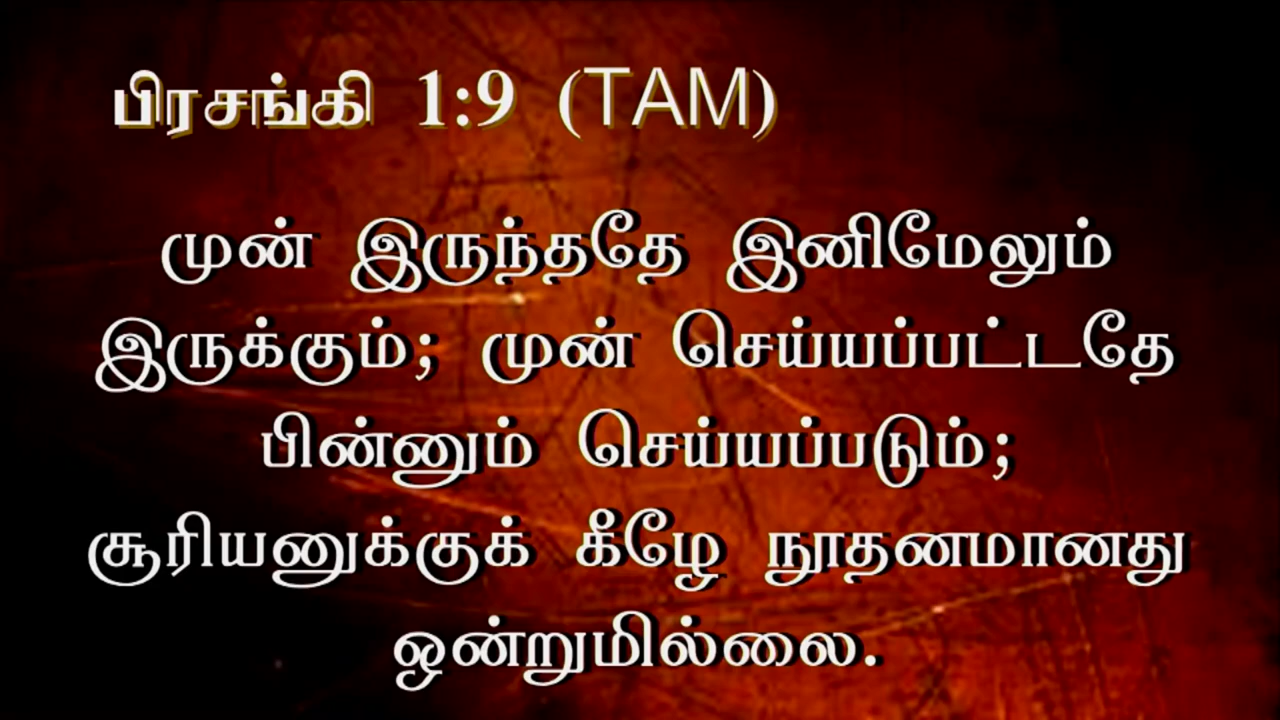 பிரசங்கி 1:9 (TAM)
முன் இருந்ததே இனிமேலும்
இருக்கும்; முன் செய்யப்பட்டதே
பின்னும் செய்யப்படும்;
சூரியனுக்குக் கீழே நூதனமானது
ஒன்றுமில்லை.